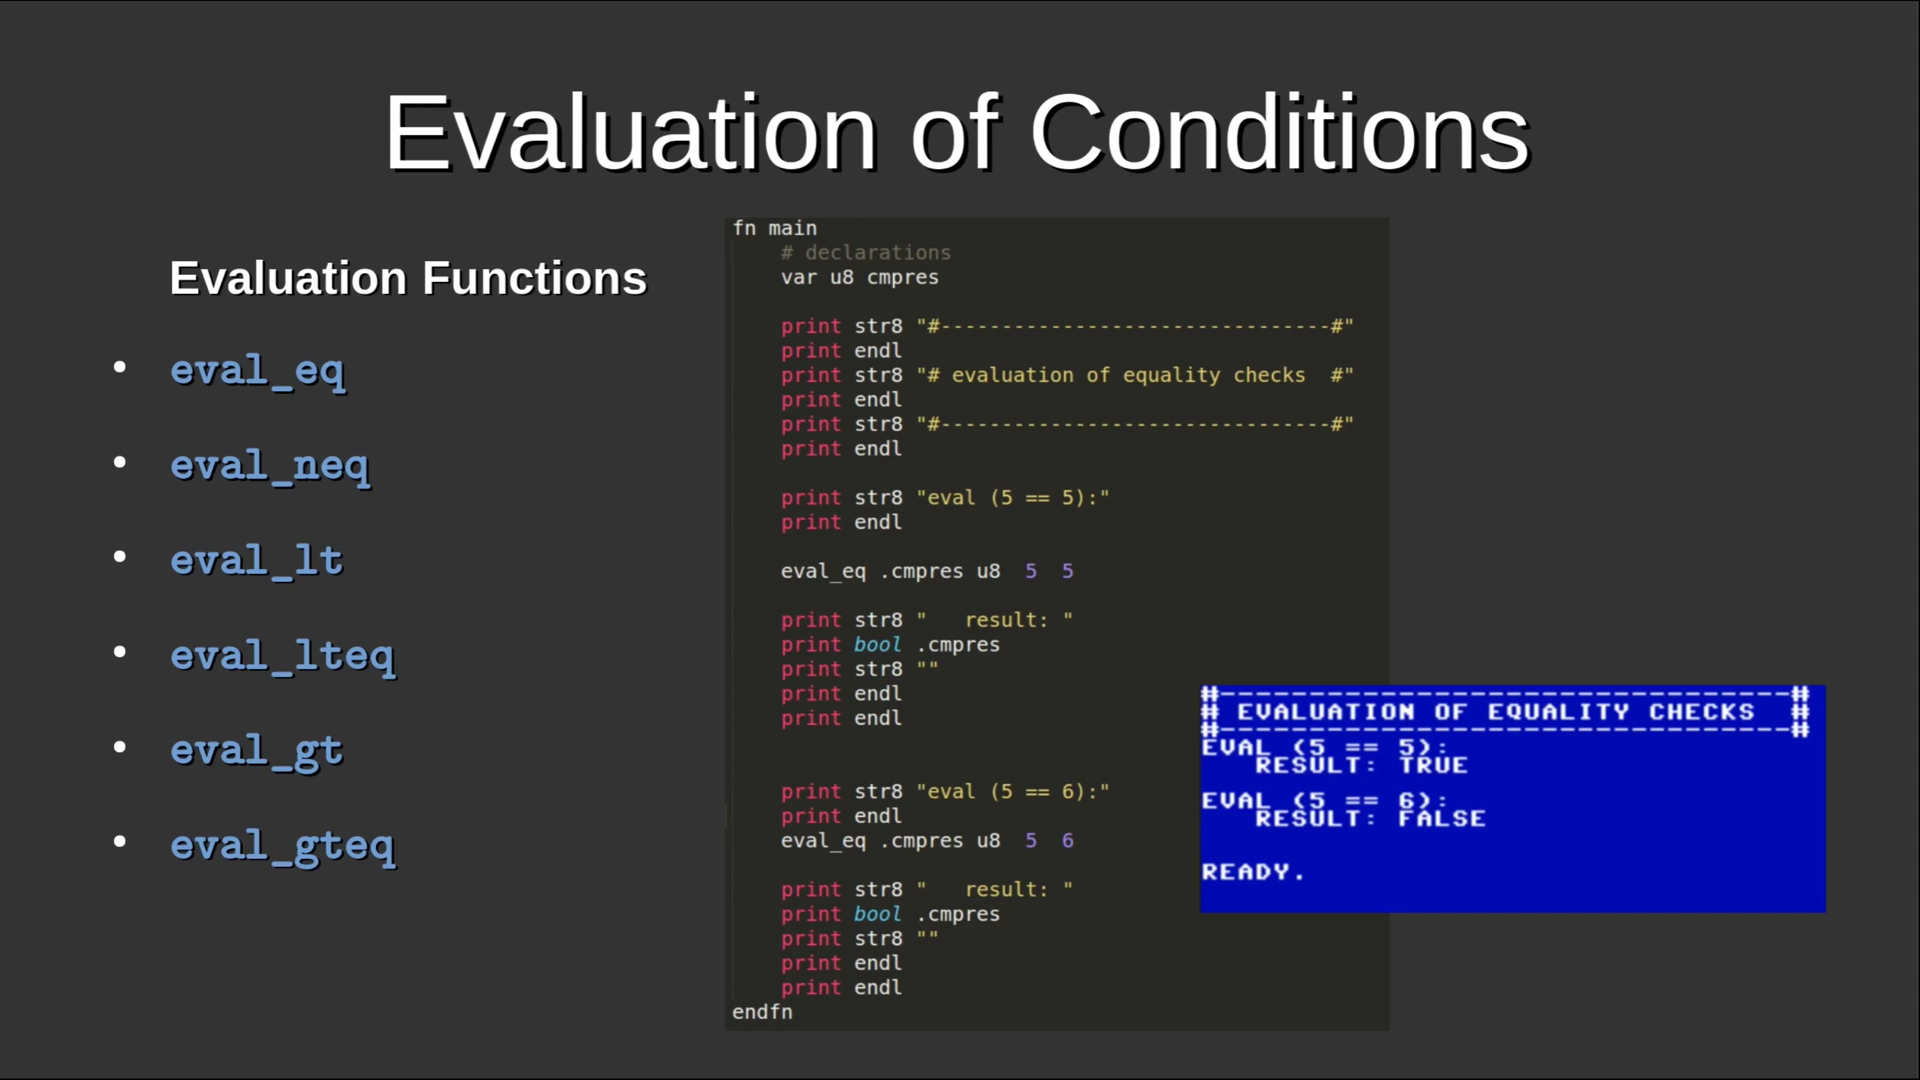 Evaluation of Conditions
Evaluation Functions
• eval_eq
• eval_neq
• eval_lt
• eval_lteq
• eval_gt
• eval_gteq
fn main
    # declarations
    var u8 cmpres

    print str8 "#--------------------------------#"
    print endl
    print str8 "# evaluation of equality checks  #"
    print endl
    print str8 "#--------------------------------#"
    print endl

    print str8 "eval (5 == 5):"
    print endl

    eval_eq .cmpres u8  5  5

    print str8 "   result: "
    print bool .cmpres
    print str8 ""
    print endl
    print endl

    print str8 "eval (5 == 6):"
    print endl
    eval_eq .cmpres u8  5  6

    print str8 "   result: "
    print bool .cmpres
    print str8 ""
    print endl
    print endl
endfn
#--------------------------------#
# EVALUATION OF EQUALITY CHECKS  #
#--------------------------------#
EVAL (5 == 5):
   RESULT: TRUE
EVAL (5 == 6):
   RESULT: FALSE
READY.